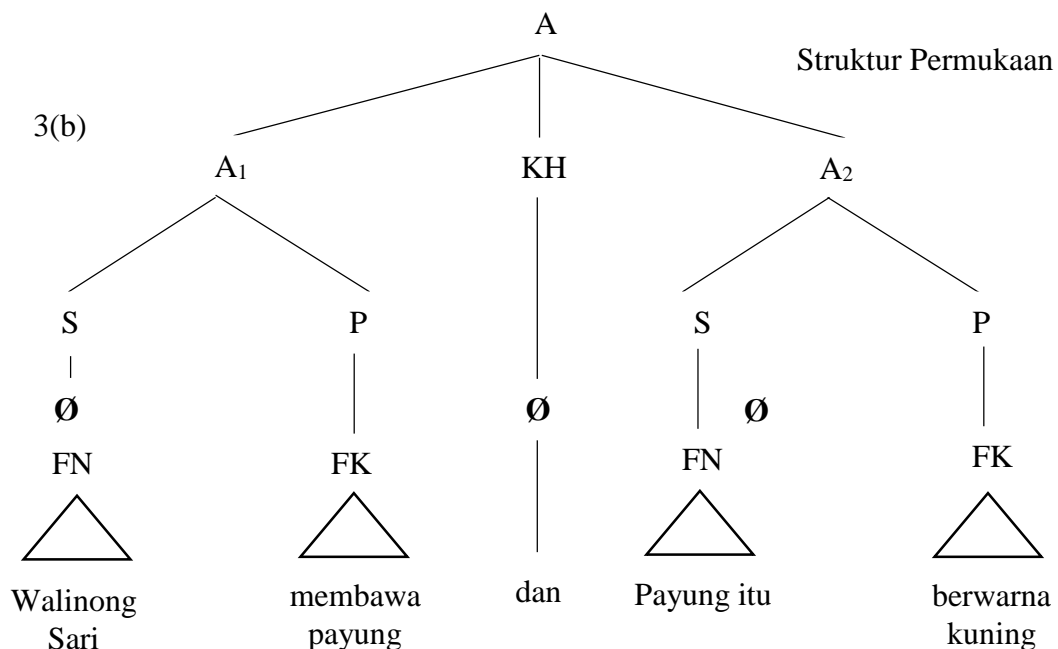 A
Struktur Permukaan
3(b)
A₁ KH A₂
S P S P
Ø Ø Ø
FN FK FN FK
Walinong Sari
membawa payung
dan
Payung itu
berwarna kuning